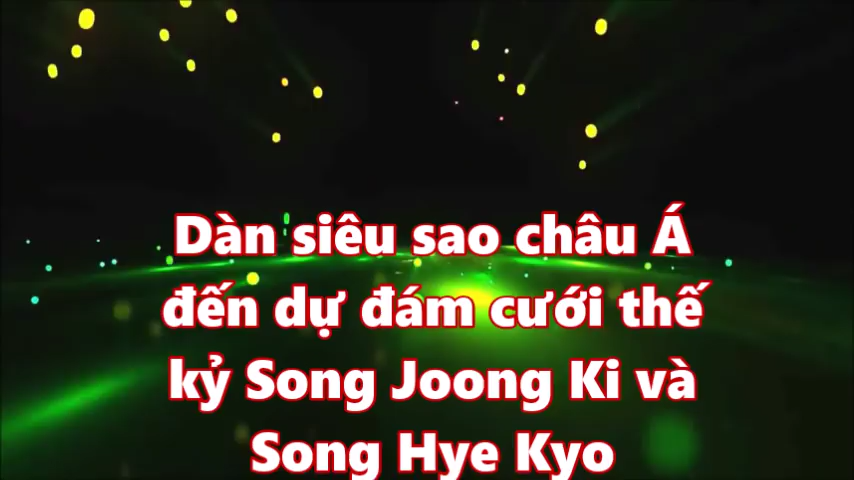 Dàn siêu sao châu Á
đến dự đám cưới thế
kỷ Song Joong Ki và
Song Hye Kyo